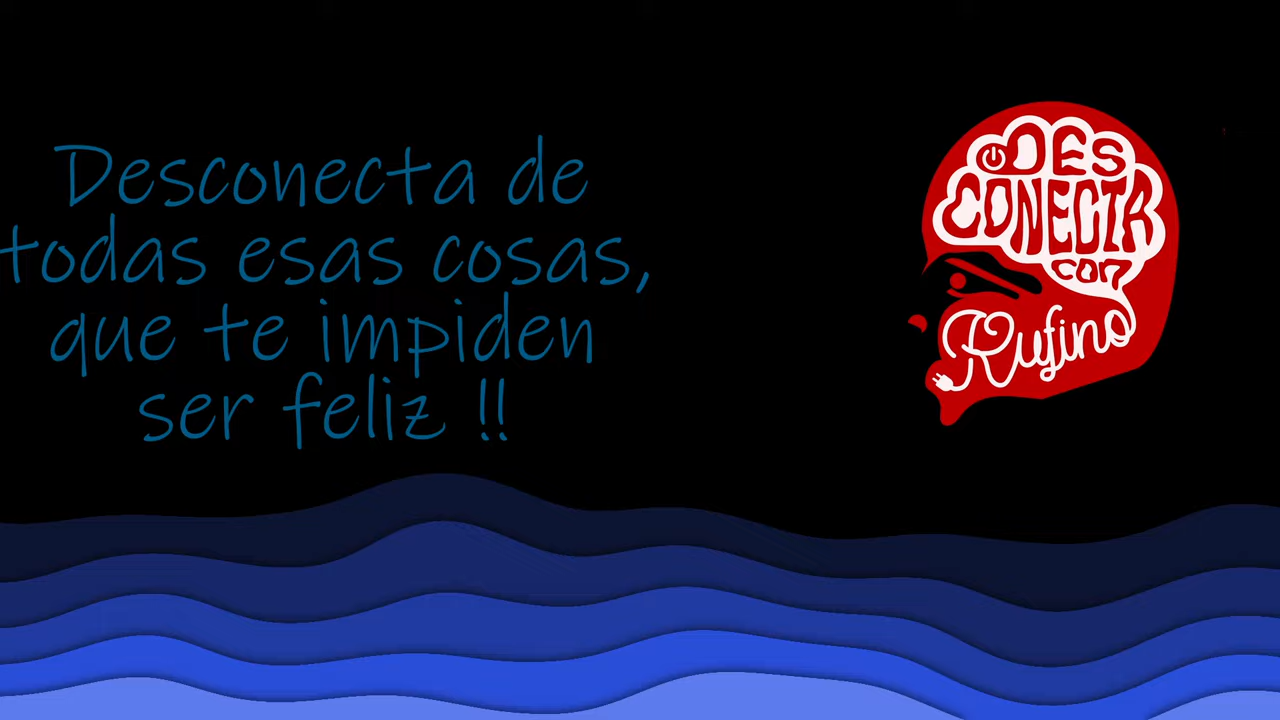 Desconecta de
todas esas cosas,
que te impiden
ser feliz !!
DES
CONECTA
con
Rufino